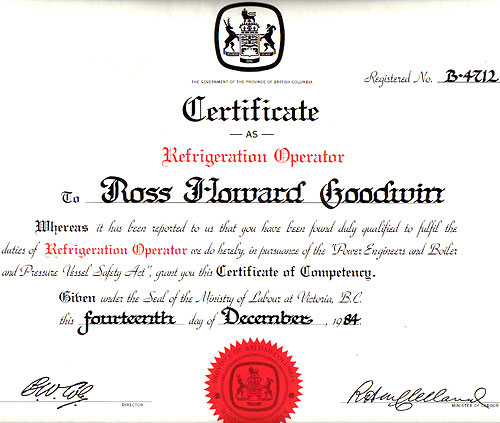 THE GOVERNMENT OF THE PROVINCE OF BRITISH COLUMBIA
Registered No. B-4712
Certificate
— AS —
Refrigeration Operator
To Ross Howard Goodwin
Whereas it has been reported to us that you have been found duly qualified to fulfil the
duties of Refrigeration Operator we do hereby, in pursuance of the "Power Engineers and Boiler
and Pressure Vessel Safety Act", grant you this Certificate of Competency.
Given under the Seal of the Ministry of Labour at Victoria, B.C.
this fourteenth day of December, 1984.
DIRECTOR
MINISTER OF LABOUR